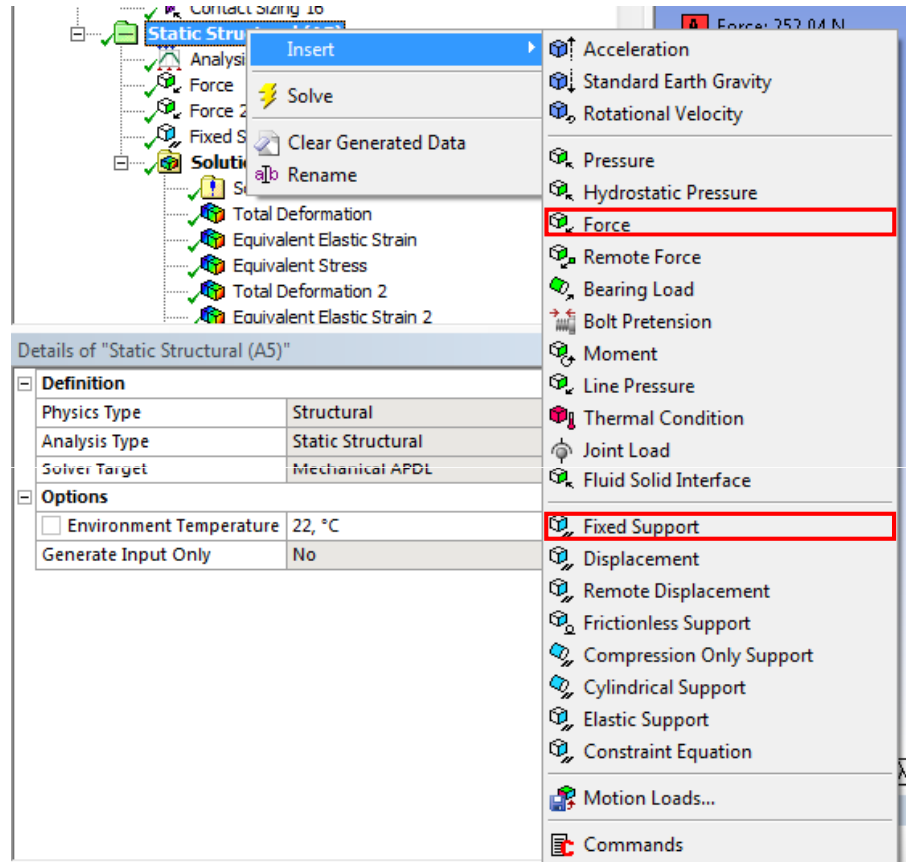 Contact Sizing 16
Static Struc
Analysi
Force
Force 2
Fixed S
Soluti
S
Total Deformation
Equivalent Elastic Strain
Equivalent Stress
Total Deformation 2
Equivalent Elastic Strain 2
Insert
Solve
Clear Generated Data
Rename
A Force: 252,04 N
Acceleration
Standard Earth Gravity
Rotational Velocity
Pressure
Hydrostatic Pressure
Force
Remote Force
Bearing Load
Bolt Pretension
Moment
Line Pressure
Thermal Condition
Joint Load
Fluid Solid Interface
Fixed Support
Displacement
Remote Displacement
Frictionless Support
Compression Only Support
Cylindrical Support
Elastic Support
Constraint Equation
Motion Loads...
Commands
Details of "Static Structural (A5)"
Definition
Physics Type Structural
Analysis Type Static Structural
Solver Target Mechanical APDL
Options
Environment Temperature 22, °C
Generate Input Only No